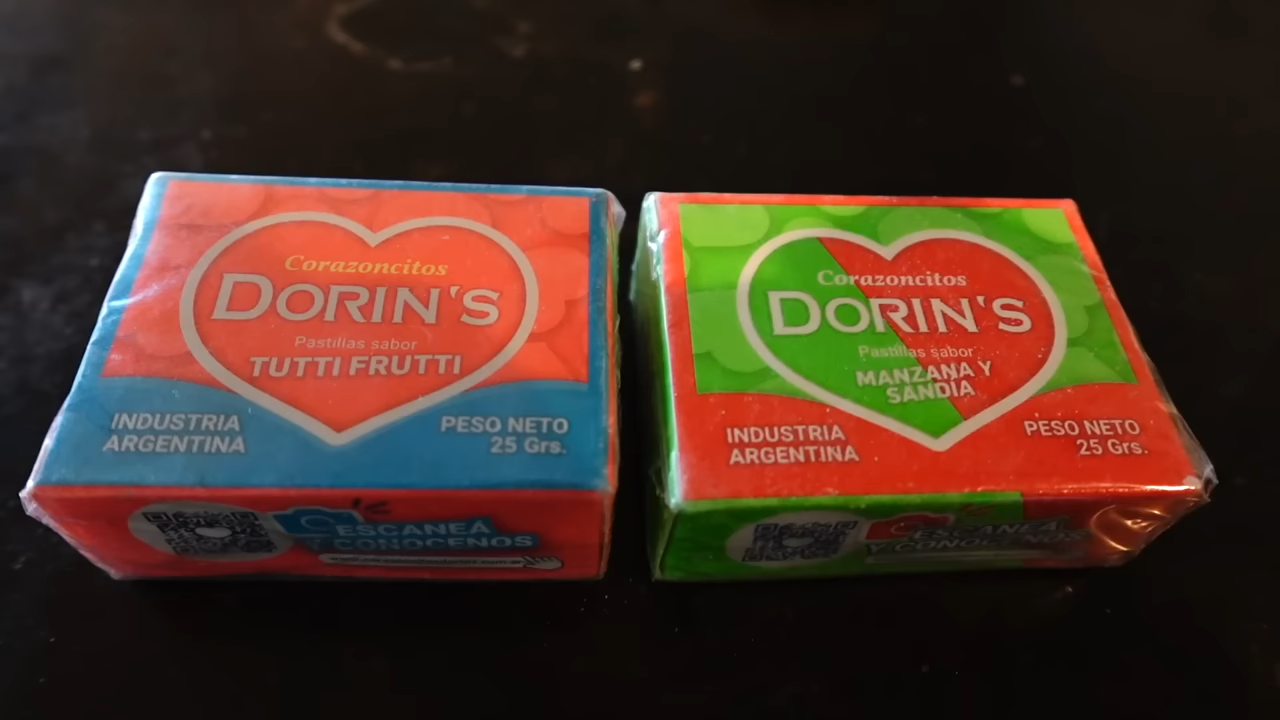 Corazoncitos
DORIN'S
Pastillas sabor
TUTTI FRUTTI
INDUSTRIA
ARGENTINA
PESO NETO
25 Grs.
ESCANEÁ
Y CONOCENOS
Corazoncitos
DORIN'S
Pastillas sabor
MANZANA Y
SANDÍA
INDUSTRIA
ARGENTINA
PESO NETO
25 Grs.
ESCANEÁ
Y CONOCENOS